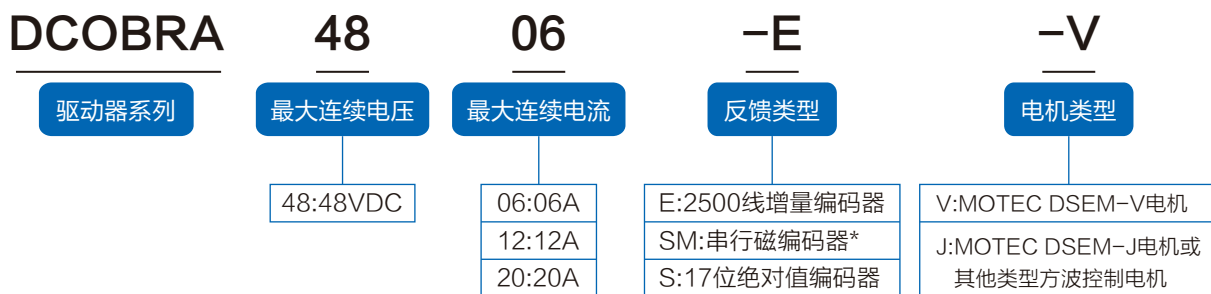 DCOBRA 48 06 -E -V
驱动器系列 最大连续电压 最大连续电流 反馈类型 电机类型
48:48VDC 06:06A E:2500线增量编码器 V:MOTEC DSEM-V电机
12:12A SM:串行磁编码器* J:MOTEC DSEM-J电机或
20:20A S:17位绝对值编码器 其他类型方波控制电机